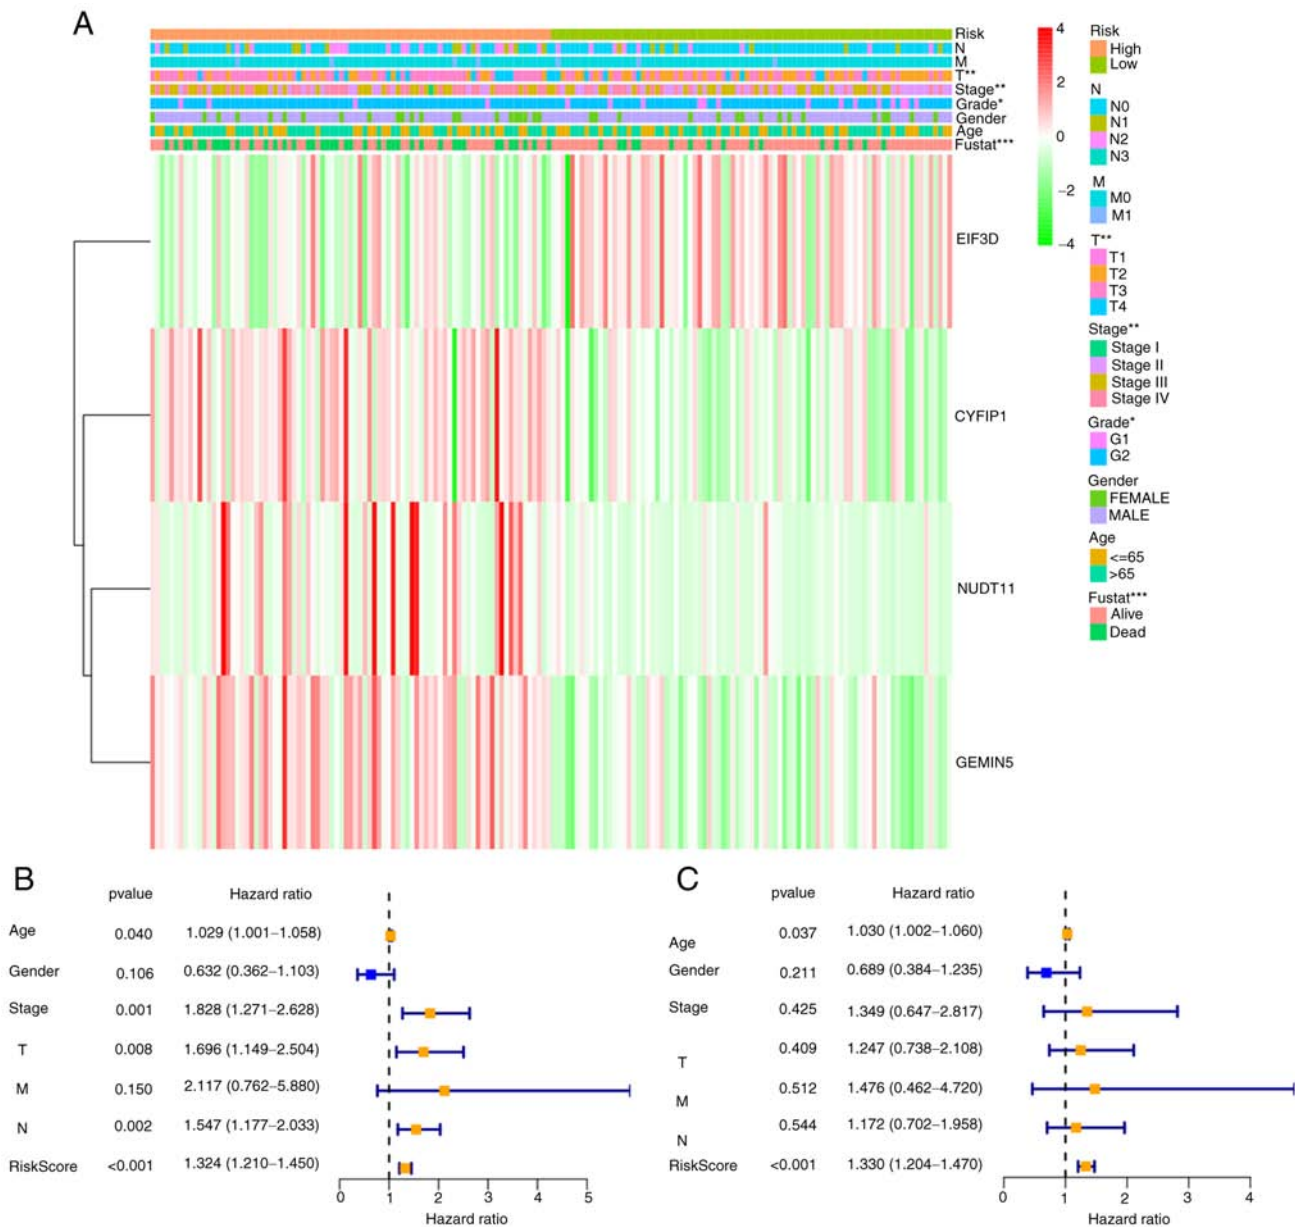 A
Risk
N
M
T**
Stage**
Grade*
Gender
Age
Fustat***
EIF3D
CYFIP1
NUDT11
GEMIN5
4
2
0
−2
−4
Risk
High
Low
N
N0
N1
N2
N3
M
M0
M1
T**
T1
T2
T3
T4
Stage**
Stage I
Stage II
Stage III
Stage IV
Grade*
G1
G2
Gender
FEMALE
MALE
Age
<=65
>65
Fustat***
Alive
Dead
B
pvalue Hazard ratio
Age 0.040 1.029 (1.001−1.058)
Gender 0.106 0.632 (0.362−1.103)
Stage 0.001 1.828 (1.271−2.628)
T 0.008 1.696 (1.149−2.504)
M 0.150 2.117 (0.762−5.880)
N 0.002 1.547 (1.177−2.033)
RiskScore <0.001 1.324 (1.210−1.450)
0 1 2 3 4 5
Hazard ratio
C
pvalue Hazard ratio
Age 0.037 1.030 (1.002−1.060)
Gender 0.211 0.689 (0.384−1.235)
Stage 0.425 1.349 (0.647−2.817)
T 0.409 1.247 (0.738−2.108)
M 0.512 1.476 (0.462−4.720)
N 0.544 1.172 (0.702−1.958)
RiskScore <0.001 1.330 (1.204−1.470)
0 1 2 3 4
Hazard ratio